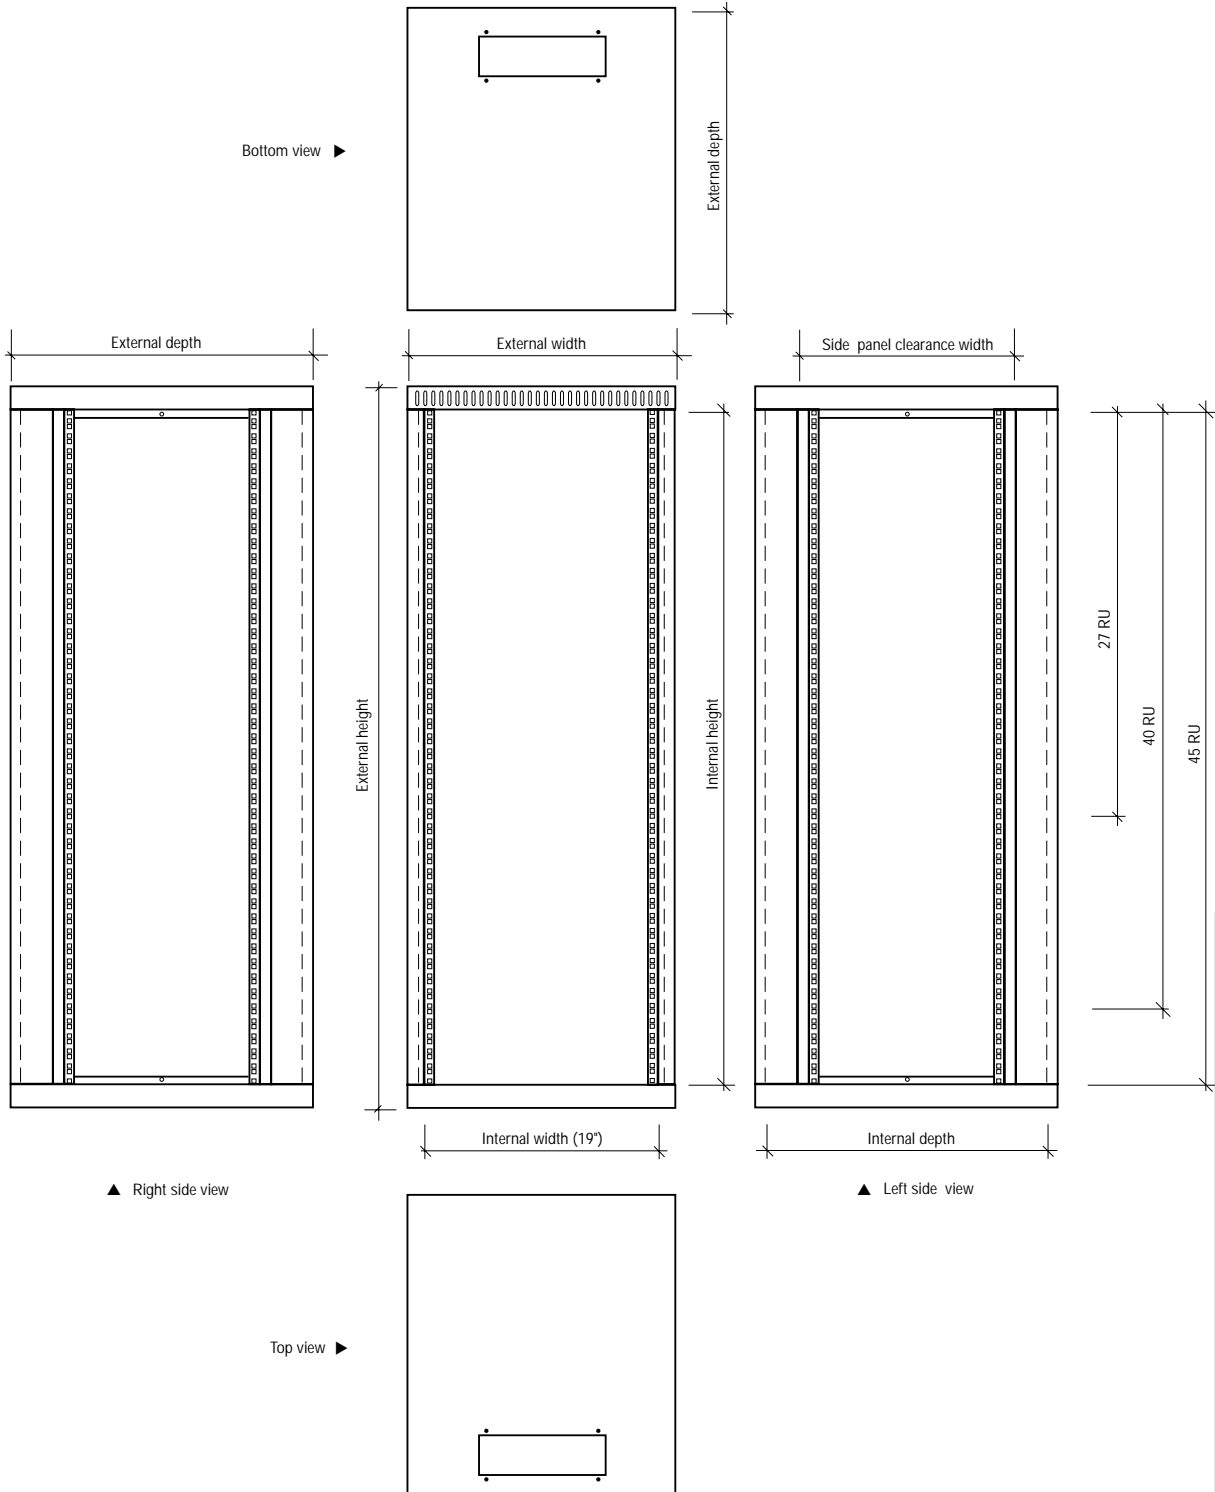 Bottom view
External depth
External depth
External width
Side panel clearance width
External height
Internal height
27 RU
40 RU
45 RU
Internal width (19")
Internal depth
Right side view
Left side view
Top view